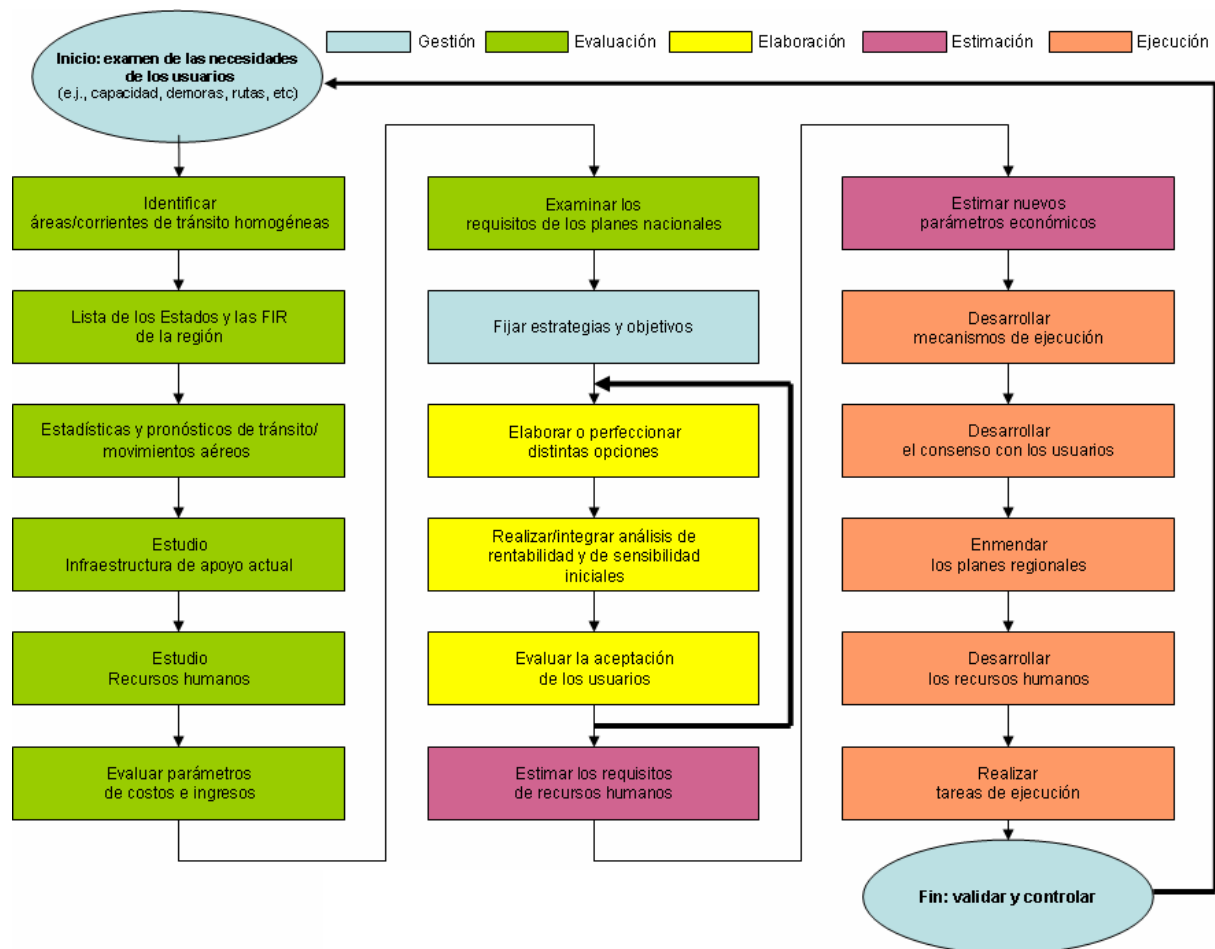 Inicio: examen de las necesidades
de los usuarios
(e.j., capacidad, demoras, rutas, etc)
Gestión
Evaluación
Elaboración
Estimación
Ejecución
Identificar
áreas/corrientes de tránsito homogéneas
Lista de los Estados y las FIR
de la región
Estadísticas y pronósticos de tránsito/
movimientos aéreos
Estudio
Infraestructura de apoyo actual
Estudio
Recursos humanos
Evaluar parámetros
de costos e ingresos
Examinar los
requisitos de los planes nacionales
Fijar estrategias y objetivos
Elaborar o perfeccionar
distintas opciones
Realizar/integrar análisis de
rentabilidad y de sensibilidad
iniciales
Evaluar la aceptación
de los usuarios
Estimar los requisitos
de recursos humanos
Estimar nuevos
parámetros económicos
Desarrollar
mecanismos de ejecución
Desarrollar
el consenso con los usuarios
Enmendar
los planes regionales
Desarrollar
los recursos humanos
Realizar
tareas de ejecución
Fin: validar y controlar